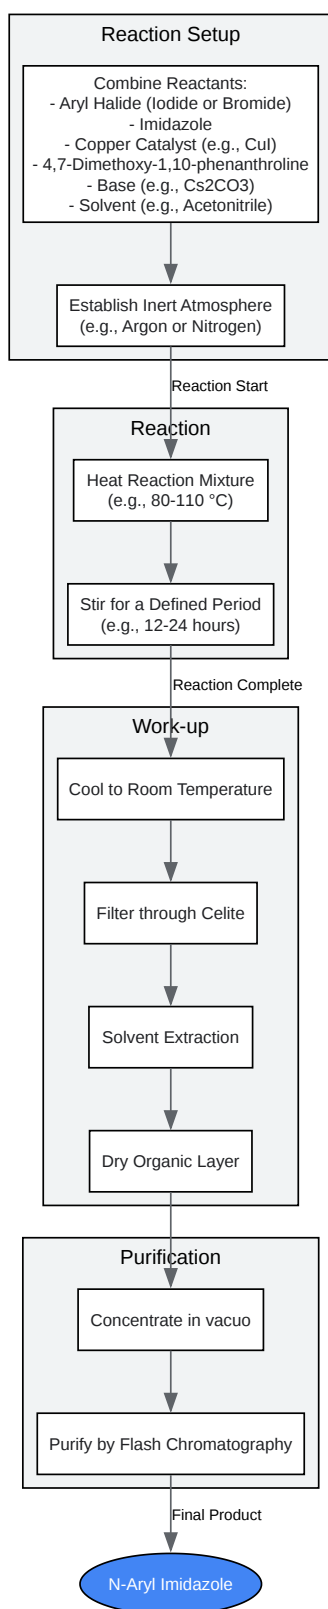 Reaction Setup
Combine Reactants:
- Aryl Halide (Iodide or Bromide)
- Imidazole
- Copper Catalyst (e.g., CuI)
- 4,7-Dimethoxy-1,10-phenanthroline
- Base (e.g., Cs2CO3)
- Solvent (e.g., Acetonitrile)
Establish Inert Atmosphere
(e.g., Argon or Nitrogen)
Reaction Start
Reaction
Heat Reaction Mixture
(e.g., 80-110 °C)
Stir for a Defined Period
(e.g., 12-24 hours)
Reaction Complete
Work-up
Cool to Room Temperature
Filter through Celite
Solvent Extraction
Dry Organic Layer
Purification
Concentrate in vacuo
Purify by Flash Chromatography
Final Product
N-Aryl Imidazole